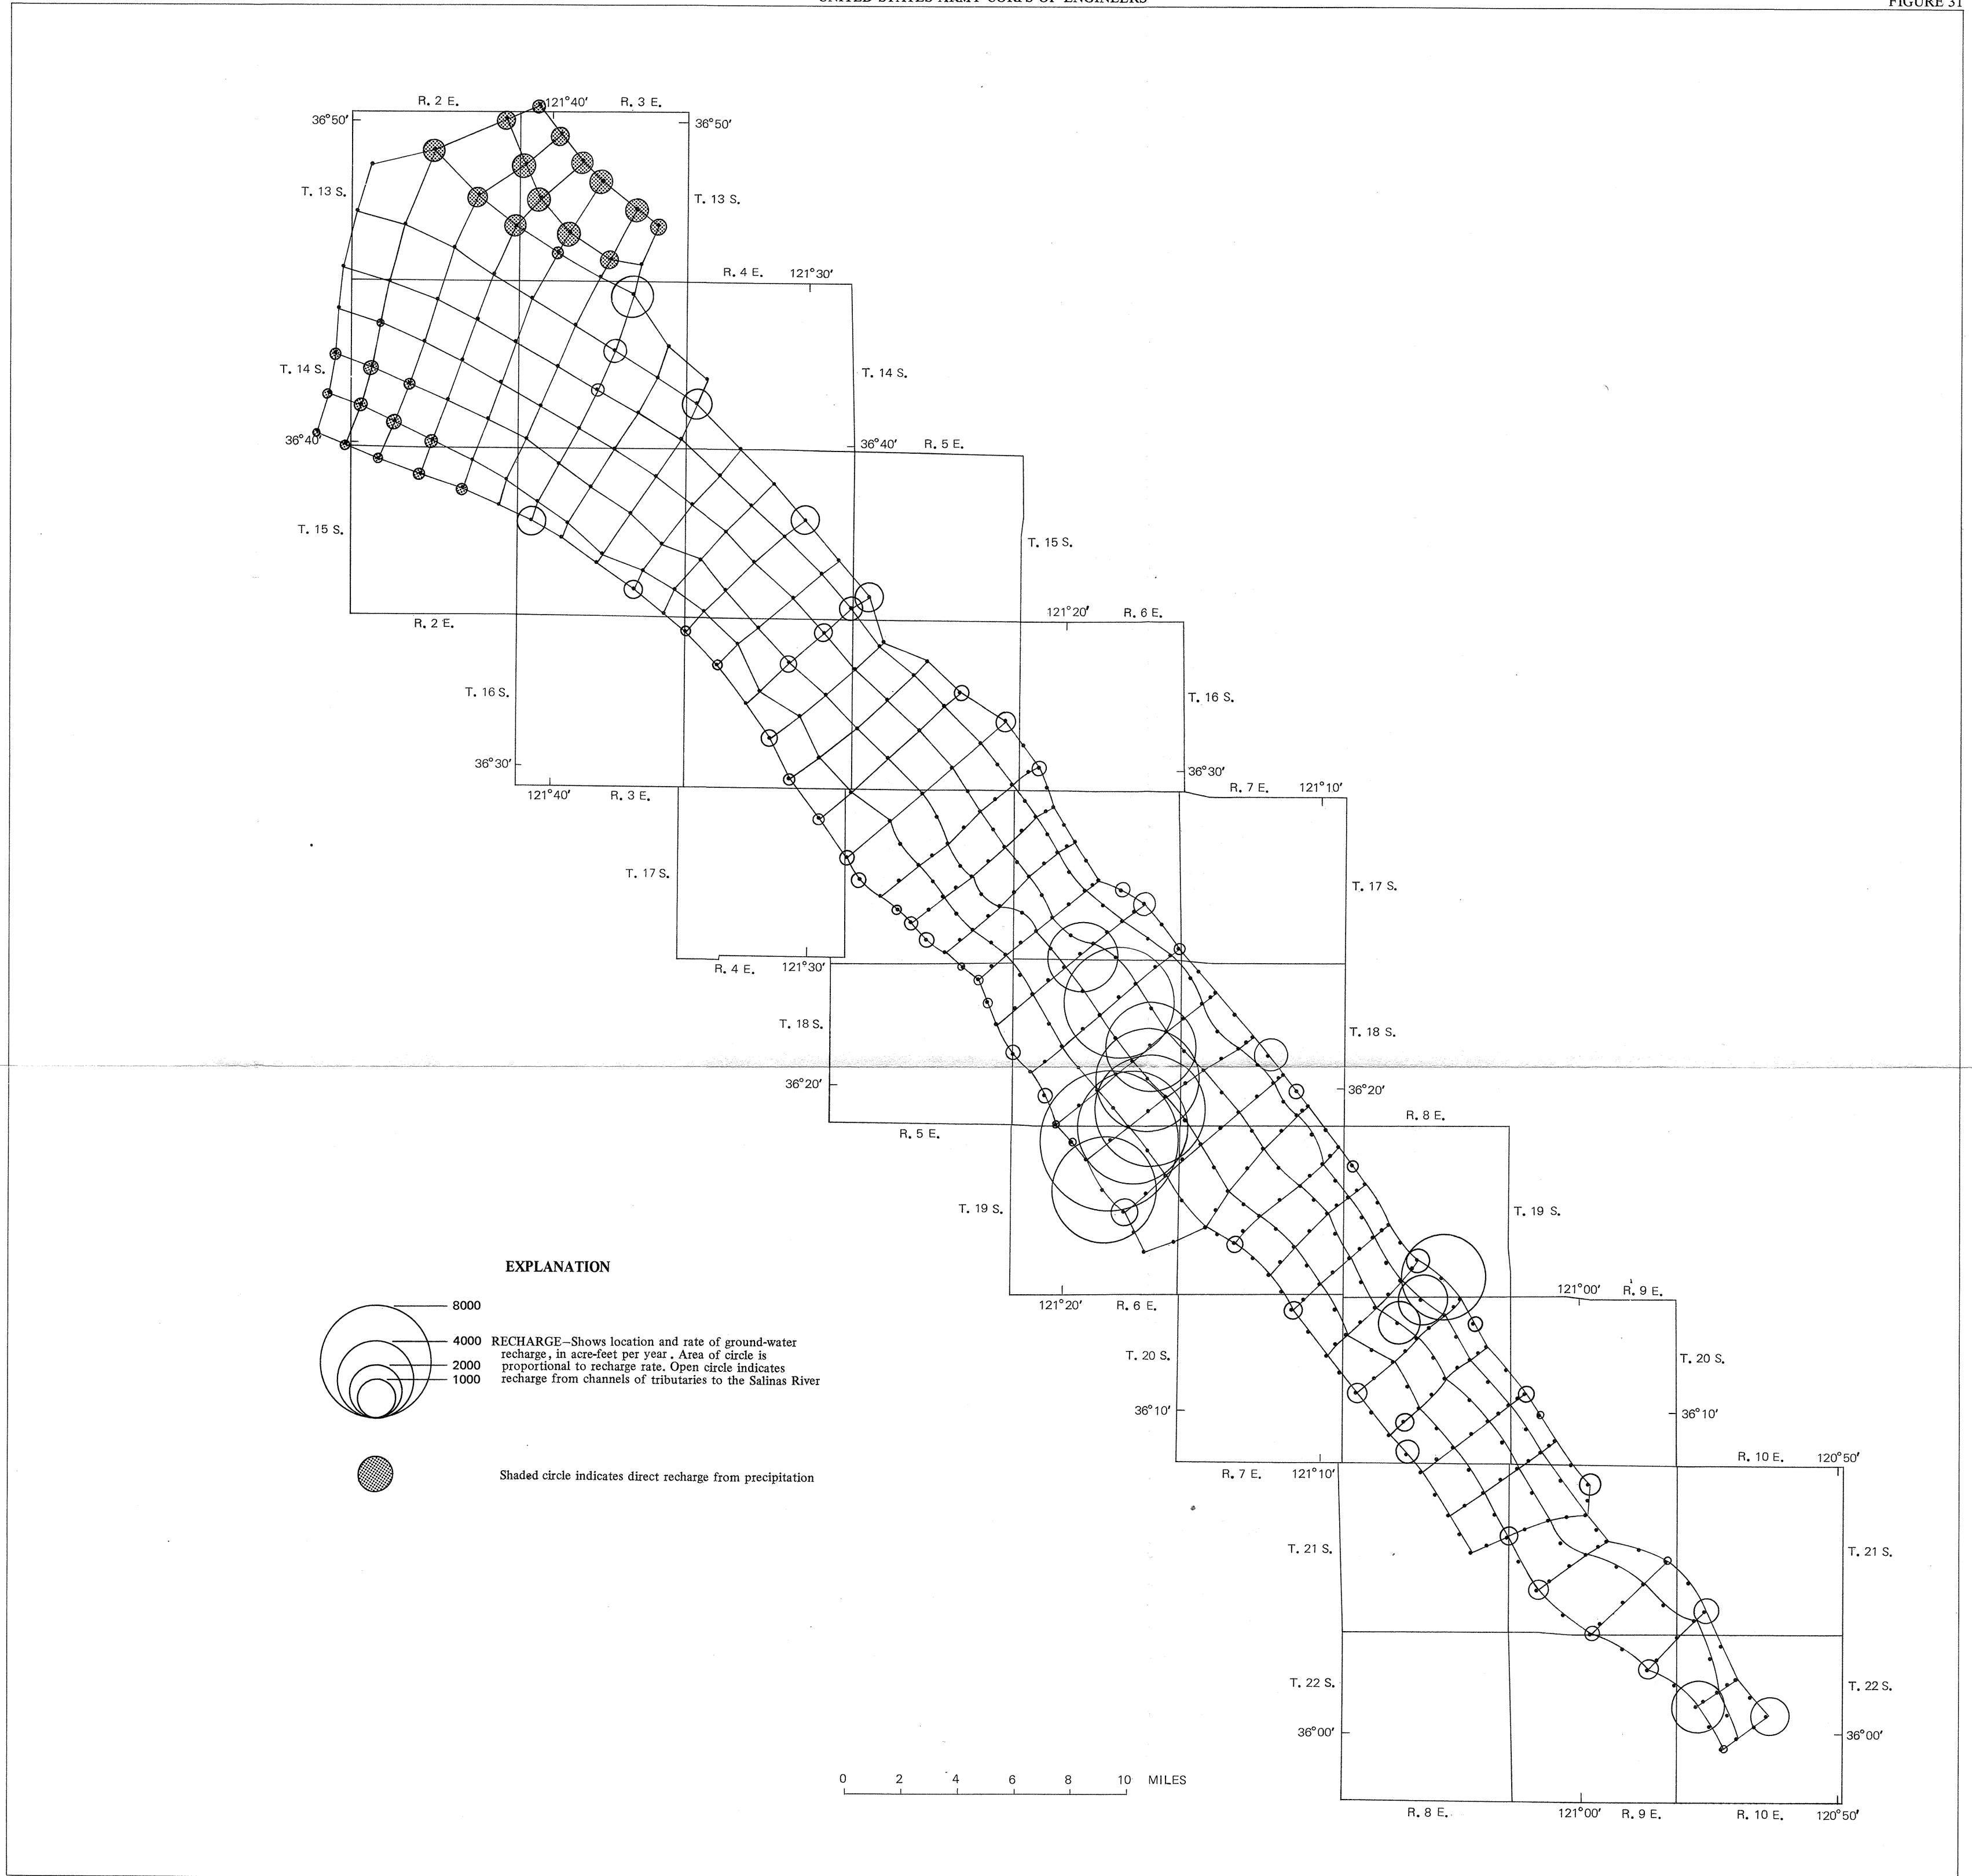 UNITED STATES ARMY CORPS OF ENGINEERS
FIGURE 31
R. 2 E.
121°40′
R. 3 E.
36°50′
36°50′
T. 13 S.
T. 13 S.
R. 4 E.
121°30′
T. 14 S.
T. 14 S.
36°40′
36°40′
R. 5 E.
T. 15 S.
T. 15 S.
R. 2 E.
121°20′
R. 6 E.
T. 16 S.
T. 16 S.
36°30′
36°30′
121°40′
R. 3 E.
R. 7 E.
121°10′
T. 17 S.
T. 17 S.
R. 4 E.
121°30′
T. 18 S.
T. 18 S.
36°20′
36°20′
R. 5 E.
R. 8 E.
T. 19 S.
T. 19 S.
121°20′
R. 6 E.
121°00′
R. 9 E.
T. 20 S.
T. 20 S.
36°10′
36°10′
R. 7 E.
121°10′
R. 10 E.
120°50′
T. 21 S.
T. 21 S.
T. 22 S.
T. 22 S.
36°00′
36°00′
R. 8 E.
121°00′
R. 9 E.
R. 10 E.
120°50′
EXPLANATION
8000
4000
2000
1000
RECHARGE—Shows location and rate of ground-water
recharge, in acre-feet per year. Area of circle is
proportional to recharge rate. Open circle indicates
recharge from channels of tributaries to the Salinas River
Shaded circle indicates direct recharge from precipitation
0 2 4 6 8 10 MILES